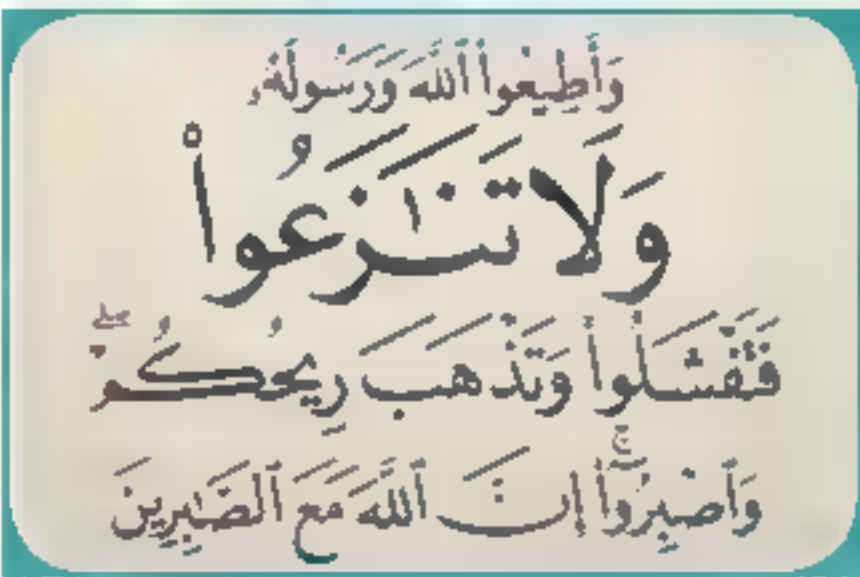 وَأَطِيعُوا۟ ٱللَّهَ وَرَسُولَهُۥ
وَلَا تَنَـٰزَعُوا۟
فَتَفْشَلُوا۟ وَتَذْهَبَ رِيحُكُمْ ۖ
وَٱصْبِرُوٓا۟ ۚ إِنَّ ٱللَّهَ مَعَ ٱلصَّـٰبِرِينَ